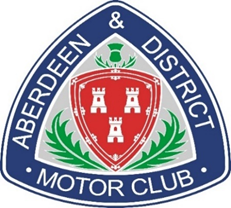 ABERDEEN & DISTRICT
· MOTOR CLUB ·